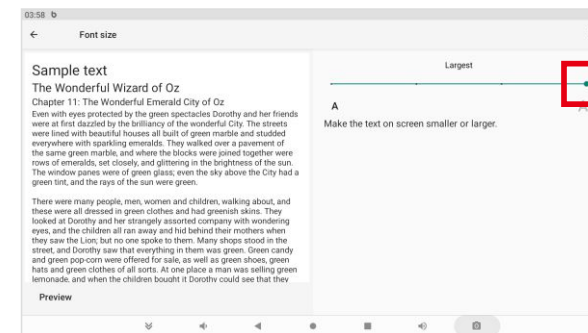 03:58 b
Font size
Sample text
The Wonderful Wizard of Oz
Chapter 11: The Wonderful Emerald City of Oz
Even with eyes protected by the green spectacles Dorothy and her friends
were at first dazzled by the brilliancy of the wonderful City. The streets
were lined with beautiful houses all built of green marble and studded
everywhere with sparkling emeralds. They walked over a pavement of
the same green marble, and where the blocks were joined together were
rows of emeralds, set closely, and glittering in the brightness of the sun.
The window panes were of green glass; even the sky above the City had a
green tint, and the rays of the sun were green.
There were many people, men, women and children, walking about, and
these were all dressed in green clothes and had greenish skins. They
looked at Dorothy and her strangely assorted company with wondering
eyes, and the children all ran away and hid behind their mothers when
they saw the Lion; but no one spoke to them. Many shops stood in the
street, and Dorothy saw that everything in them was green. Green candy
and green pop-corn were offered for sale, as well as green shoes, green
hats and green clothes of all sorts. At one place a man was selling green
lemonade, and when the children bought it Dorothy could see that they
Preview
Largest
A
Make the text on screen smaller or larger.